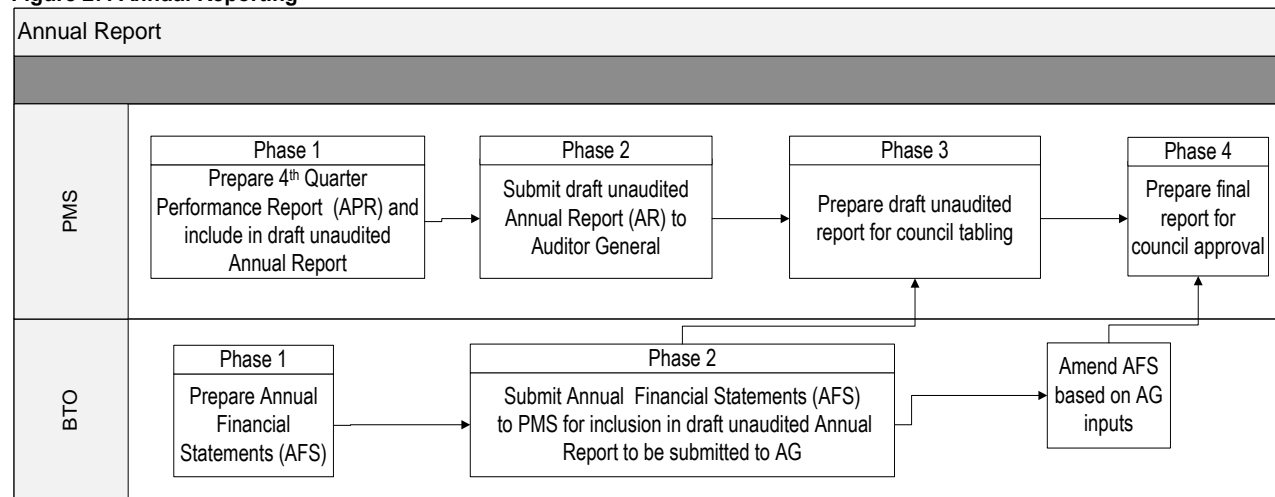 Annual Report
PMS
Phase 1
Prepare 4th Quarter
Performance Report (APR) and
include in draft unaudited
Annual Report
Phase 2
Submit draft unaudited
Annual Report (AR) to
Auditor General
Phase 3
Prepare draft unaudited
report for council tabling
Phase 4
Prepare final
report for
council approval
BTO
Phase 1
Prepare Annual
Financial
Statements (AFS)
Phase 2
Submit Annual Financial Statements (AFS)
to PMS for inclusion in draft unaudited Annual
Report to be submitted to AG
Amend AFS
based on AG
inputs